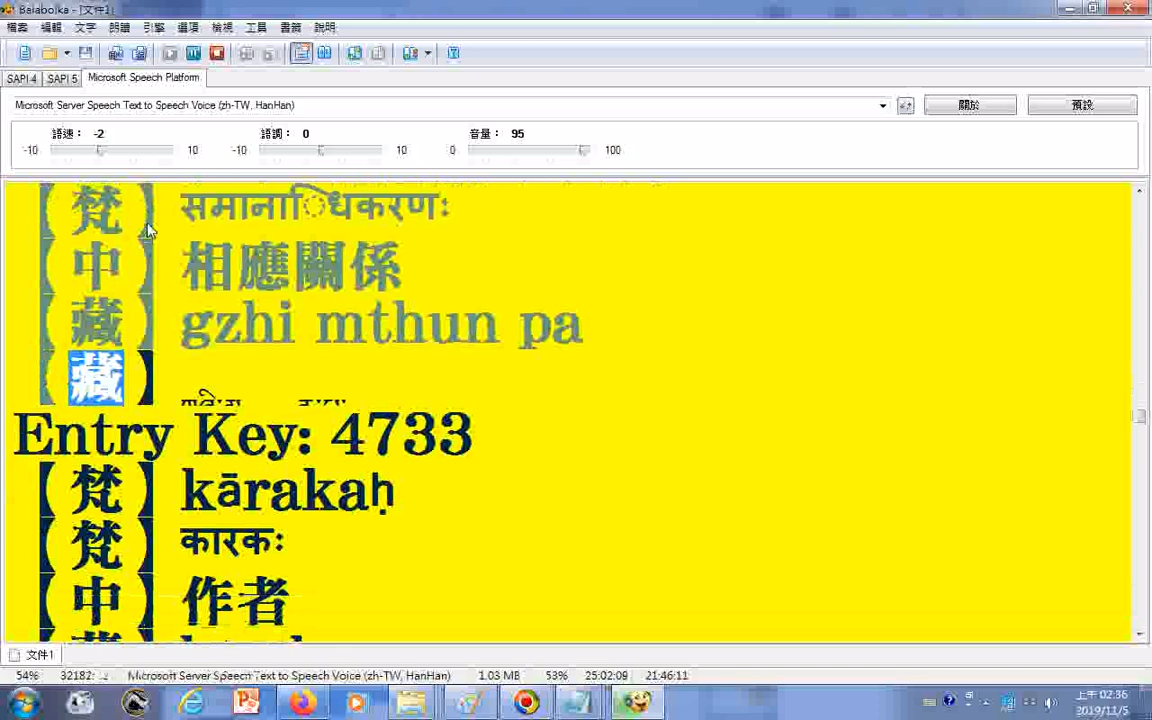 Balabolka - [文件1]
檔案 編輯 文字 朗讀 引擎 選項 檢視 工具 書籤 說明
SAPI 4 SAPI 5 Microsoft Speech Platform
Microsoft Server Speech Text to Speech Voice (zh-TW, HanHan) 關於 預設
語速： -2 語調： 0 音量： 95
-10 10 -10 10 0 100
【梵】 समानाधिकरणः
【中】 相應關係
【藏】 gzhi mthun pa
【藏】
Entry Key: 4733
【梵】 kārakaḥ
【梵】 कारकः
【中】 作者
文件1
54% Microsoft Server Speech Text to Speech Voice (zh-TW, HanHan) 1.03 MB 53% 25:02:09 21:46:11
上午 02:36
2019/11/5